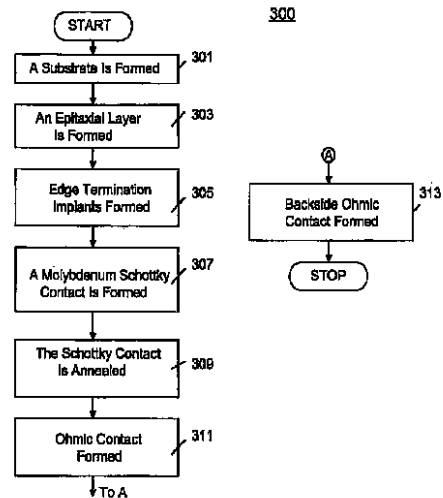 300
START
A Substrate Is Formed
301
An Epitaxial Layer
Is Formed
303
Edge Termination
Implants Formed
305
A Molybdenum Schottky
Contact Is Formed
307
The Schottky Contact
Is Annealed
309
Ohmic Contact
Formed
311
To A
A
Backside Ohmic
Contact Formed
313
STOP